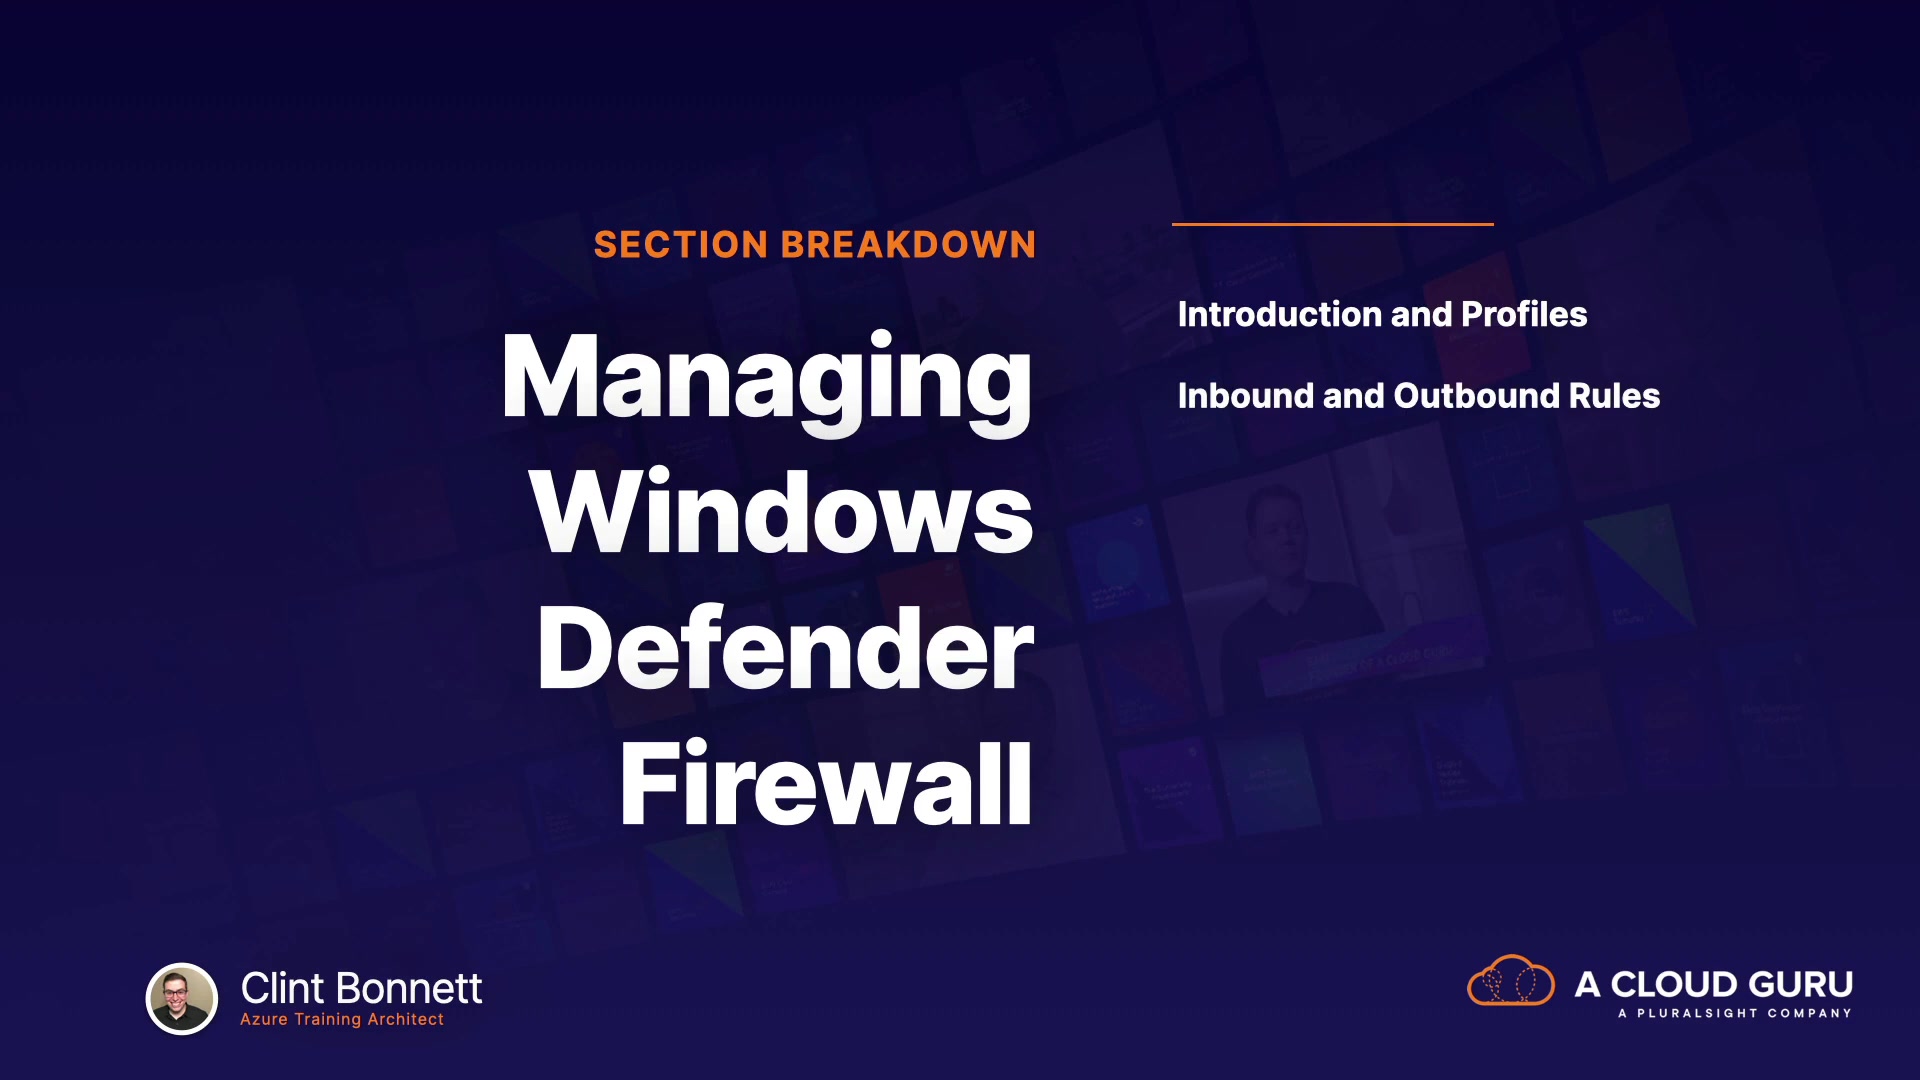 SECTION BREAKDOWN
Managing
Windows
Defender
Firewall
Introduction and Profiles
Inbound and Outbound Rules
Clint Bonnett
Azure Training Architect
A CLOUD GURU
A PLURALSIGHT COMPANY